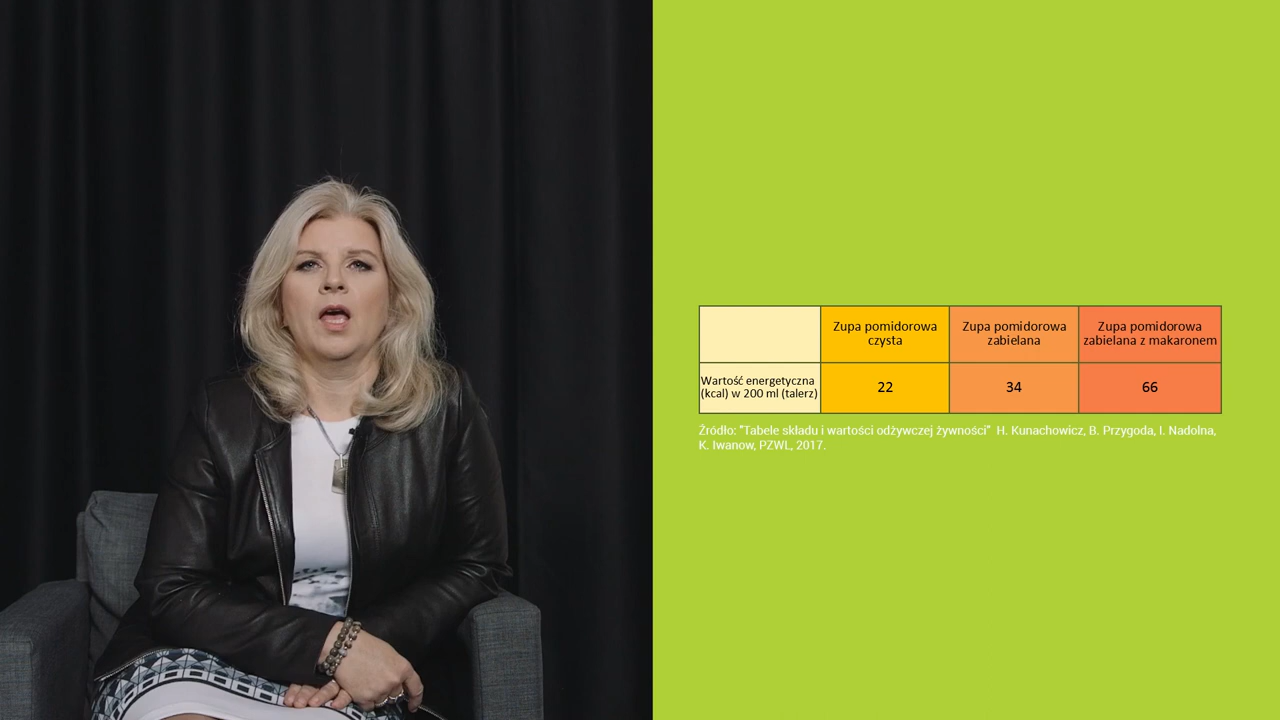 Zupa pomidorowa
czysta
Zupa pomidorowa
zabielana
Zupa pomidorowa
zabielana z makaronem
Wartość energetyczna
(kcal) w 200 ml (talerz)
22
34
66
Źródło: "Tabele składu i wartości odżywczej żywności" H. Kunachowicz, B. Przygoda, I. Nadolna,
K. Iwanow, PZWL, 2017.